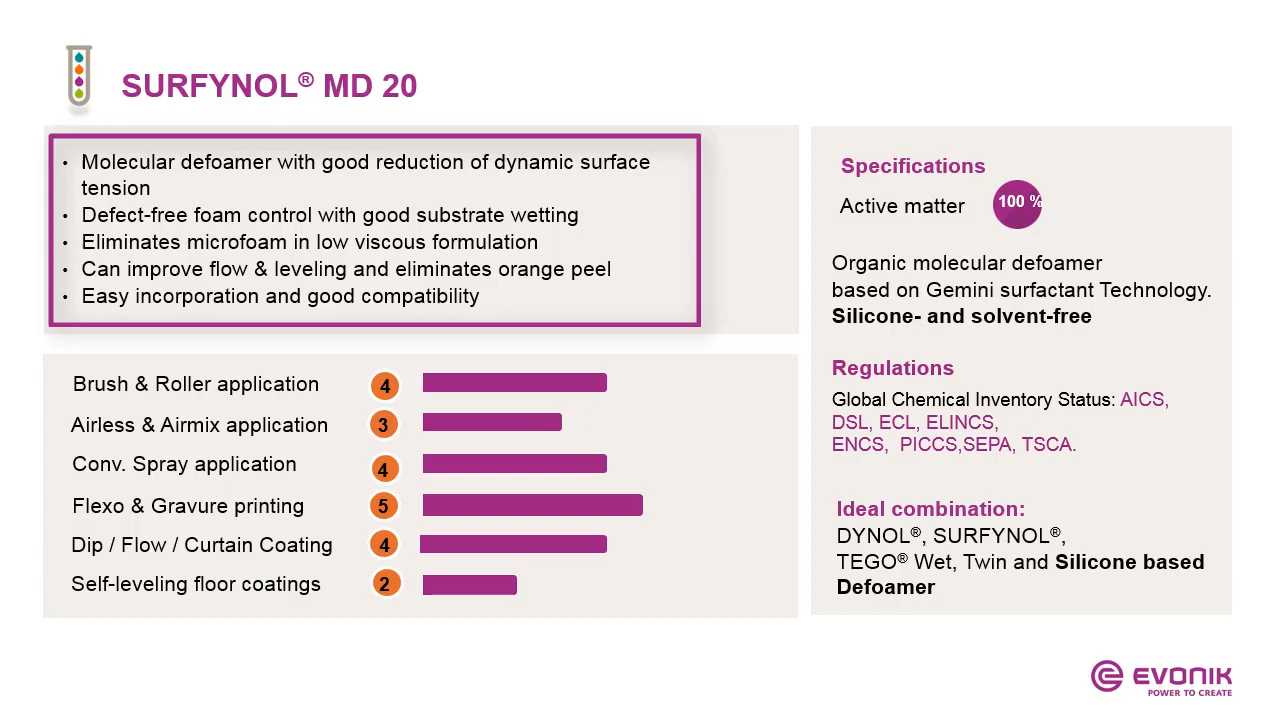 SURFYNOL® MD 20
• Molecular defoamer with good reduction of dynamic surface
tension
• Defect-free foam control with good substrate wetting
• Eliminates microfoam in low viscous formulation
• Can improve flow & leveling and eliminates orange peel
• Easy incorporation and good compatibility
Brush & Roller application 4
Airless & Airmix application 3
Conv. Spray application 4
Flexo & Gravure printing 5
Dip / Flow / Curtain Coating 4
Self-leveling floor coatings 2
Specifications
Active matter 100 %
Organic molecular defoamer
based on Gemini surfactant Technology.
Silicone- and solvent-free
Regulations
Global Chemical Inventory Status: AICS,
DSL, ECL, ELINCS,
ENCS, PICCS,SEPA, TSCA.
Ideal combination:
DYNOL®, SURFYNOL®,
TEGO® Wet, Twin and Silicone based
Defoamer
EVONIK
POWER TO CREATE